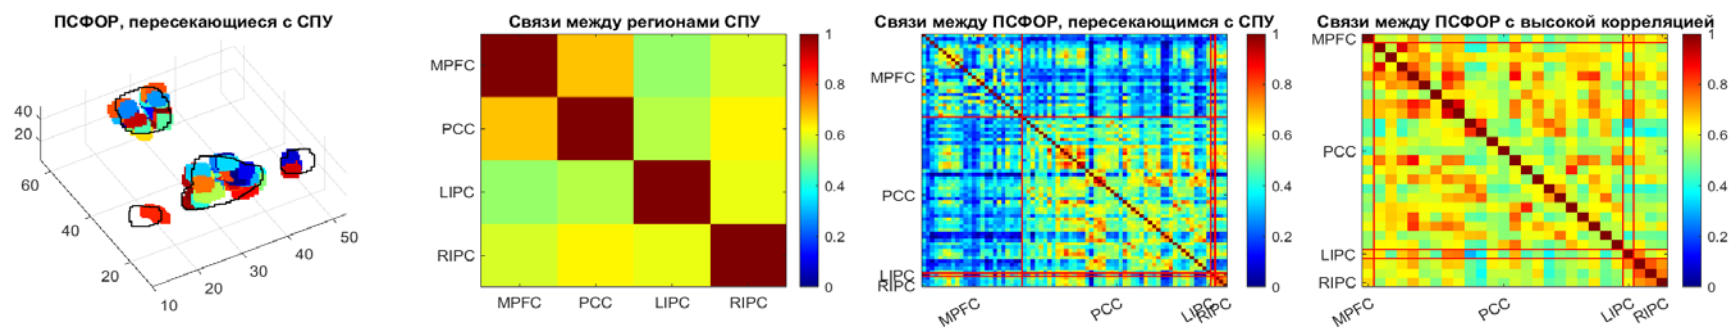 ПСФОР, пересекающиеся с СПУ
40
20
60
40
20
10
20
30
40
50
Связи между регионами СПУ
MPFC
PCC
LIPC
RIPC
MPFC
PCC
LIPC
RIPC
1
0.8
0.6
0.4
0.2
0
Связи между ПСФОР, пересекающимся с СПУ
MPFC
PCC
LIPC
RIPC
MPFC
PCC
LIPC
RIPC
1
0.8
0.6
0.4
0.2
0
Связи между ПСФОР с высокой корреляцией
MPFC
PCC
LIPC
RIPC
MPFC
PCC
LIPC
RIPC
1
0.8
0.6
0.4
0.2
0